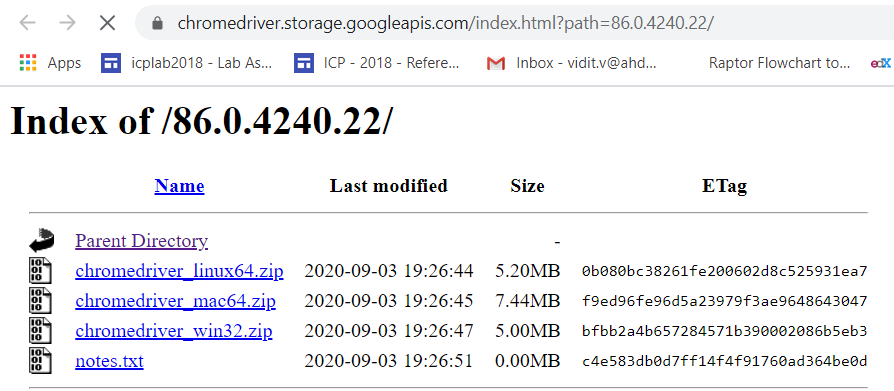 chromedriver.storage.googleapis.com/index.html?path=86.0.4240.22/
Apps icplab2018 - Lab As... ICP - 2018 - Refere... Inbox - vidit.v@ahd... Raptor Flowchart to... edX
Index of /86.0.4240.22/
Name Last modified Size ETag
Parent Directory -
chromedriver_linux64.zip 2020-09-03 19:26:44 5.20MB 0b080bc38261fe200602d8c525931ea7
chromedriver_mac64.zip 2020-09-03 19:26:45 7.44MB f9ed96fe96d5a23979f3ae9648643047
chromedriver_win32.zip 2020-09-03 19:26:47 5.00MB bfbb2a4b657284571b390002086b5eb3
notes.txt 2020-09-03 19:26:51 0.00MB c4e583db0d7ff14f4f91760ad364be0d